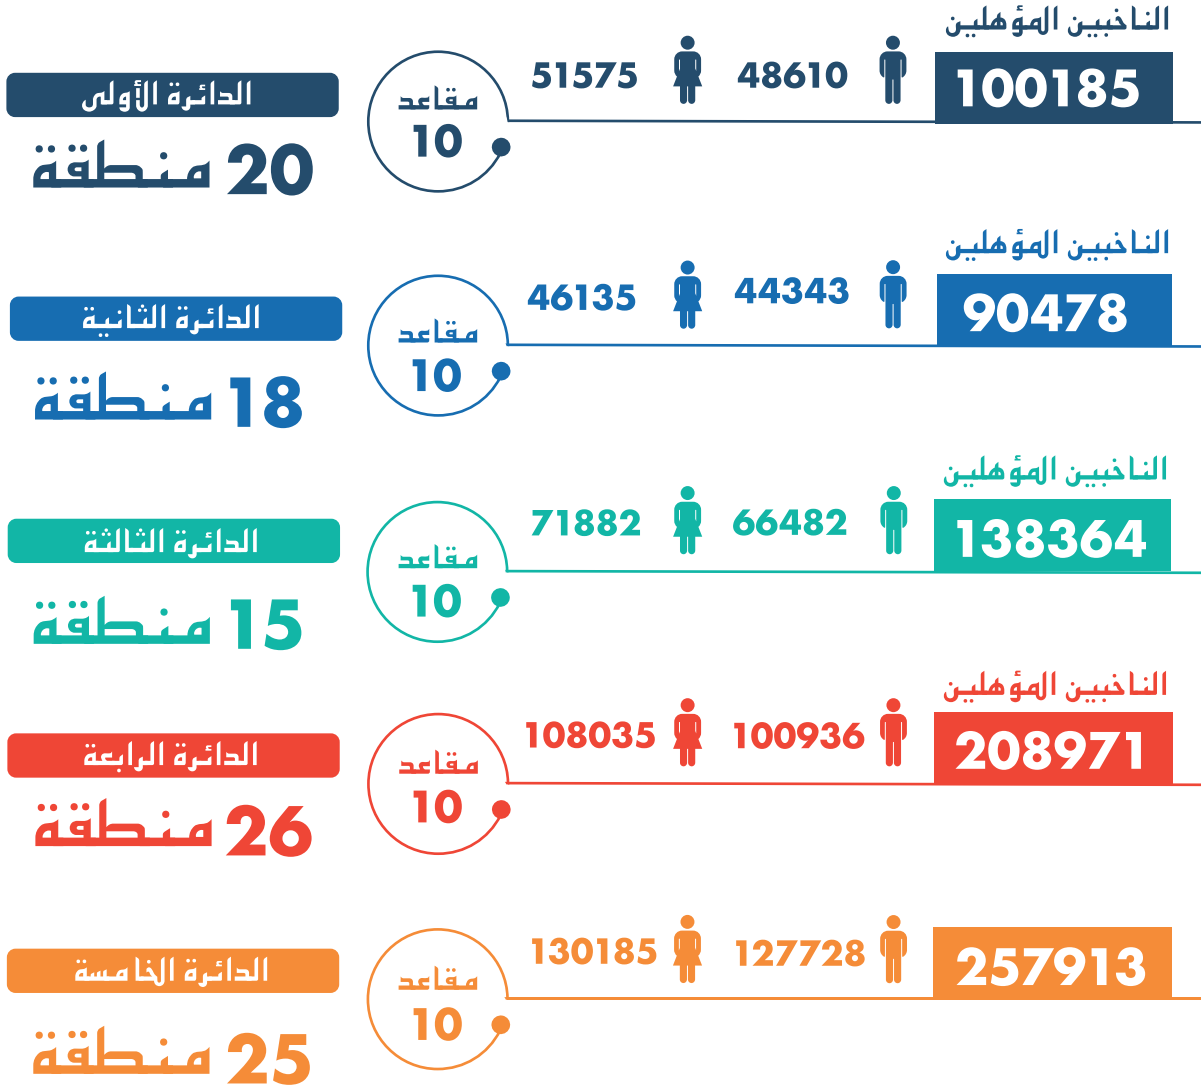 الناخبين المؤهلين
100185
48610
51575
مقاعد
10
الدائرة الأولى
20 منطقة
الناخبين المؤهلين
90478
44343
46135
مقاعد
10
الدائرة الثانية
18 منطقة
الناخبين المؤهلين
138364
66482
71882
مقاعد
10
الدائرة الثالثة
15 منطقة
الناخبين المؤهلين
208971
100936
108035
مقاعد
10
الدائرة الرابعة
26 منطقة
257913
127728
130185
مقاعد
10
الدائرة الخامسة
25 منطقة